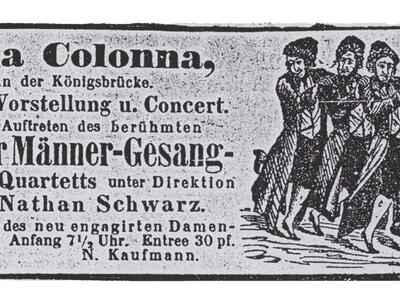 a Colonna,
n der Königsbrücke.
Vorstellung u. Concert.
Auftreten des berühmten
r Männer-Gesang-
Quartetts unter Direktion
Nathan Schwarz.
des neu engagirten Damen-
Anfang 7½ Uhr. Entree 30 pf.
N. Kaufmann.